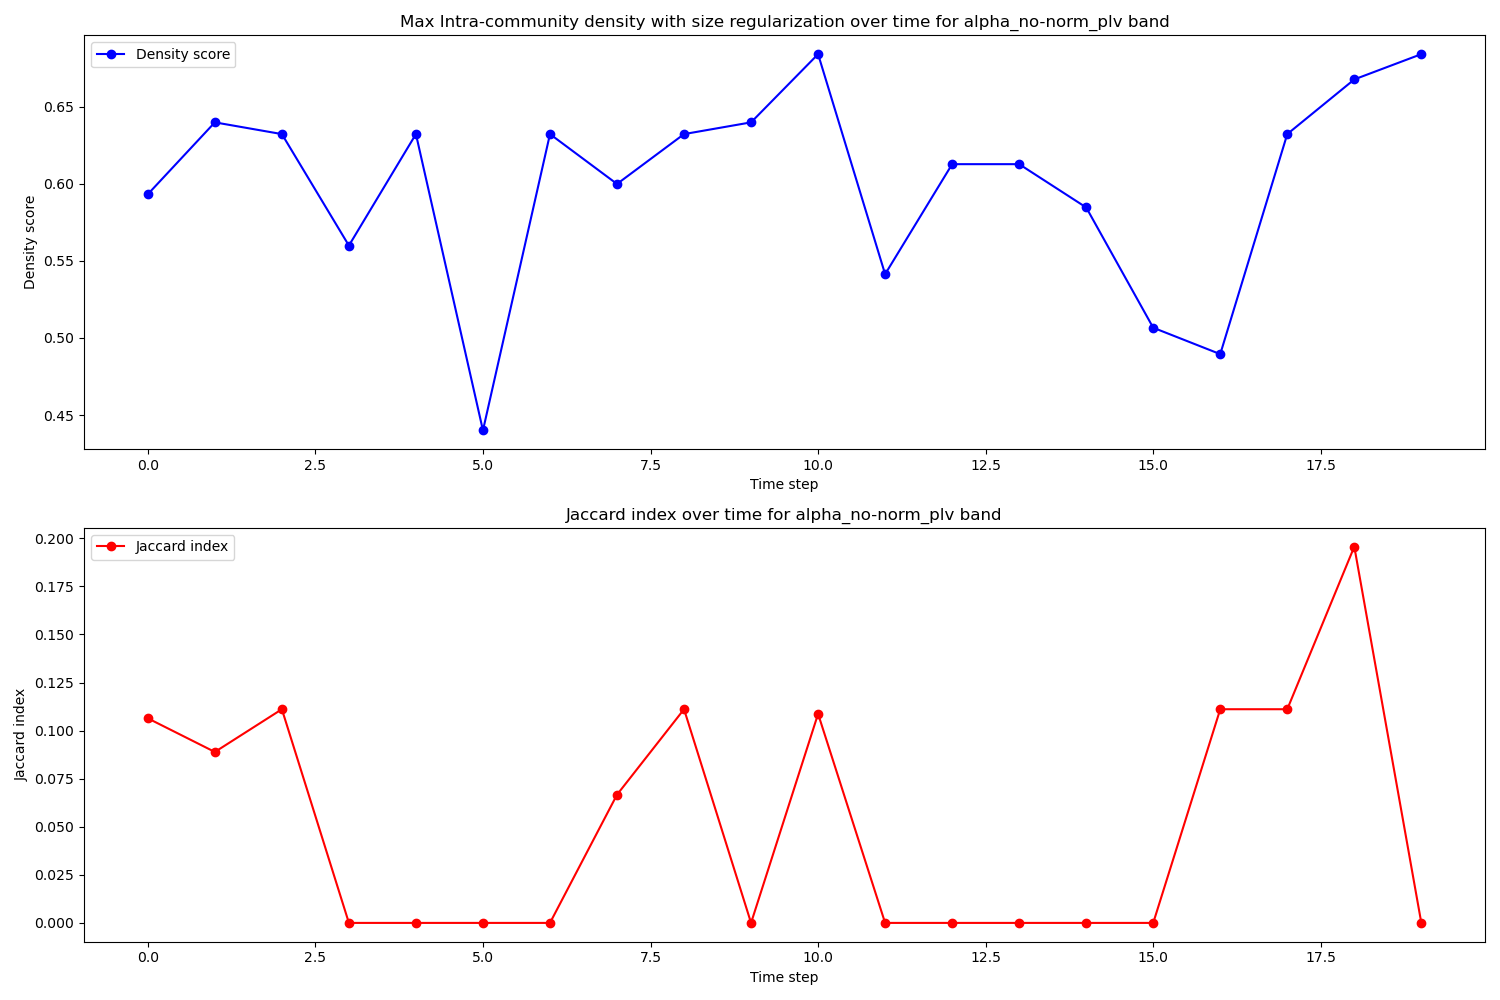 Max Intra-community density with size regularization over time for alpha_no-norm_plv band
Density score
Density score
0.65
0.60
0.55
0.50
0.45
0.0 2.5 5.0 7.5 10.0 12.5 15.0 17.5
Time step
Jaccard index over time for alpha_no-norm_plv band
Jaccard index
Jaccard index
0.200
0.175
0.150
0.125
0.100
0.075
0.050
0.025
0.000
0.0 2.5 5.0 7.5 10.0 12.5 15.0 17.5
Time step